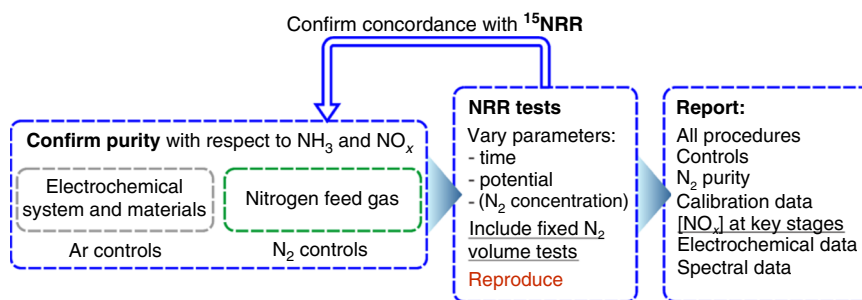 Confirm concordance with ¹⁵NRR
Confirm purity with respect to NH₃ and NOₓ
Electrochemical
system and materials
Nitrogen feed gas
Ar controls
N₂ controls
NRR tests
Vary parameters:
- time
- potential
- (N₂ concentration)
Include fixed N₂
volume tests
Reproduce
Report:
All procedures
Controls
N₂ purity
Calibration data
[NOₓ] at key stages
Electrochemical data
Spectral data